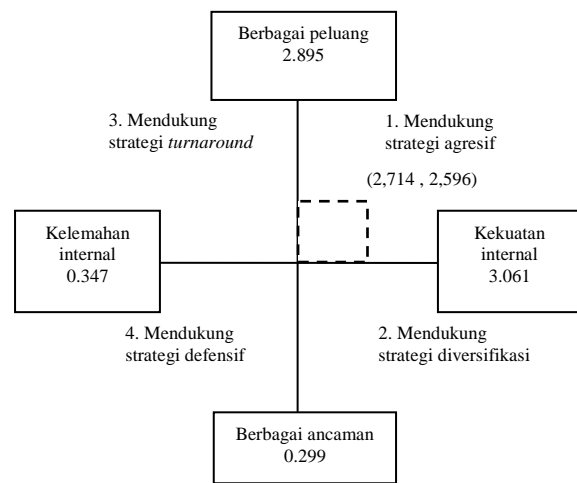 Berbagai peluang
2.895
3. Mendukung
strategi turnaround
1. Mendukung
strategi agresif
(2,714 , 2,596)
Kelemahan
internal
0.347
Kekuatan
internal
3.061
4. Mendukung
strategi defensif
2. Mendukung
strategi diversifikasi
Berbagai ancaman
0.299